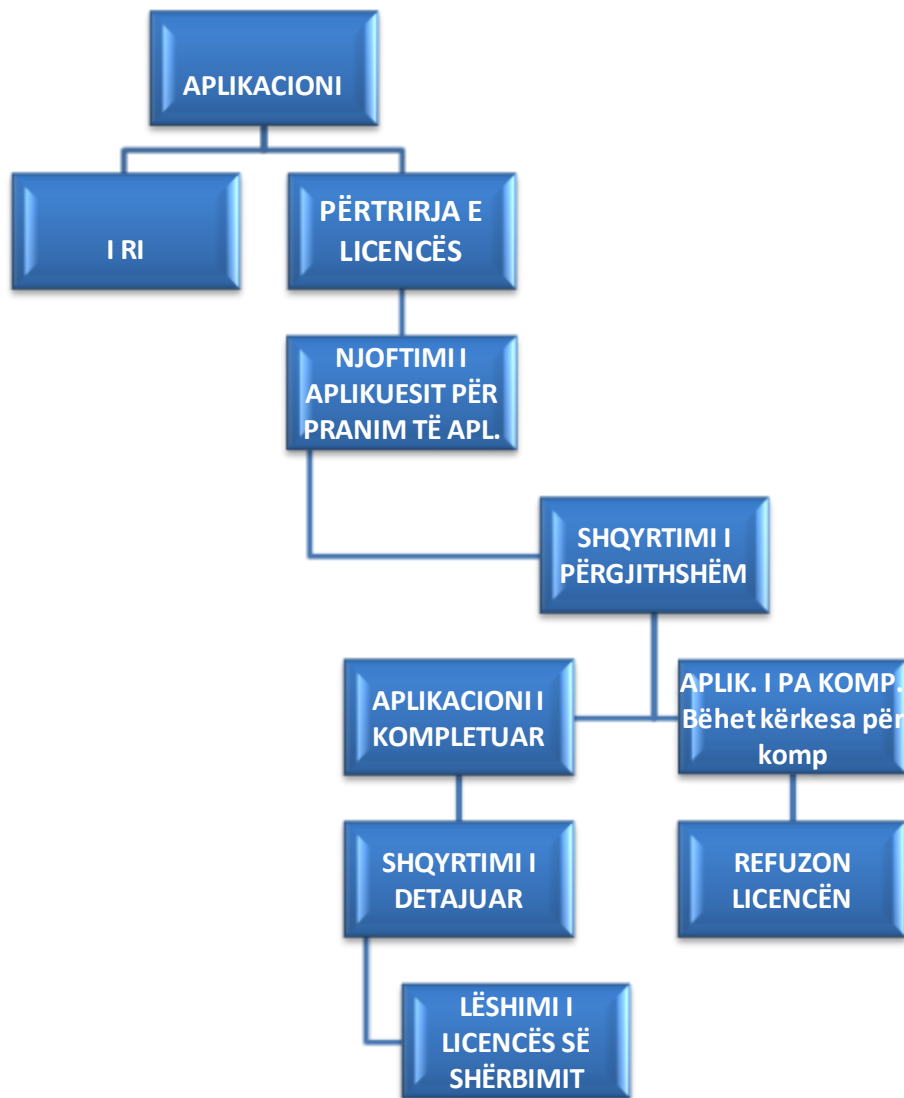 APLIKACIONI
I RI
PËRTRIRJA E
LICENCËS
NJOFTIMI I
APLIKUESIT PËR
PRANIM TË APL.
SHQYRTIMI I
PËRGJITHSHËM
APLIKACIONI I
KOMPLETUAR
APLIK. I PA KOMP.
Bëhet kërkesa për
komp
SHQYRTIMI I
DETAJUAR
REFUZON
LICENCËN
LËSHIMI I
LICENCËS SË
SHËRBIMIT